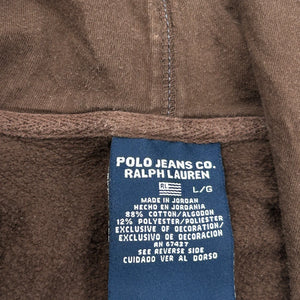 POLO JEANS CO.
RALPH LAUREN
RL L/G
MADE IN JORDAN
HECHO EN JORDANIA
88% COTTON/ALGODON
12% POLYESTER/POLIESTER
EXCLUSIVE OF DECORATION/
EXCLUSIVO DE DECORACION
RN 67427
SEE REVERSE SIDE
CUIDADO VER AL DORSO